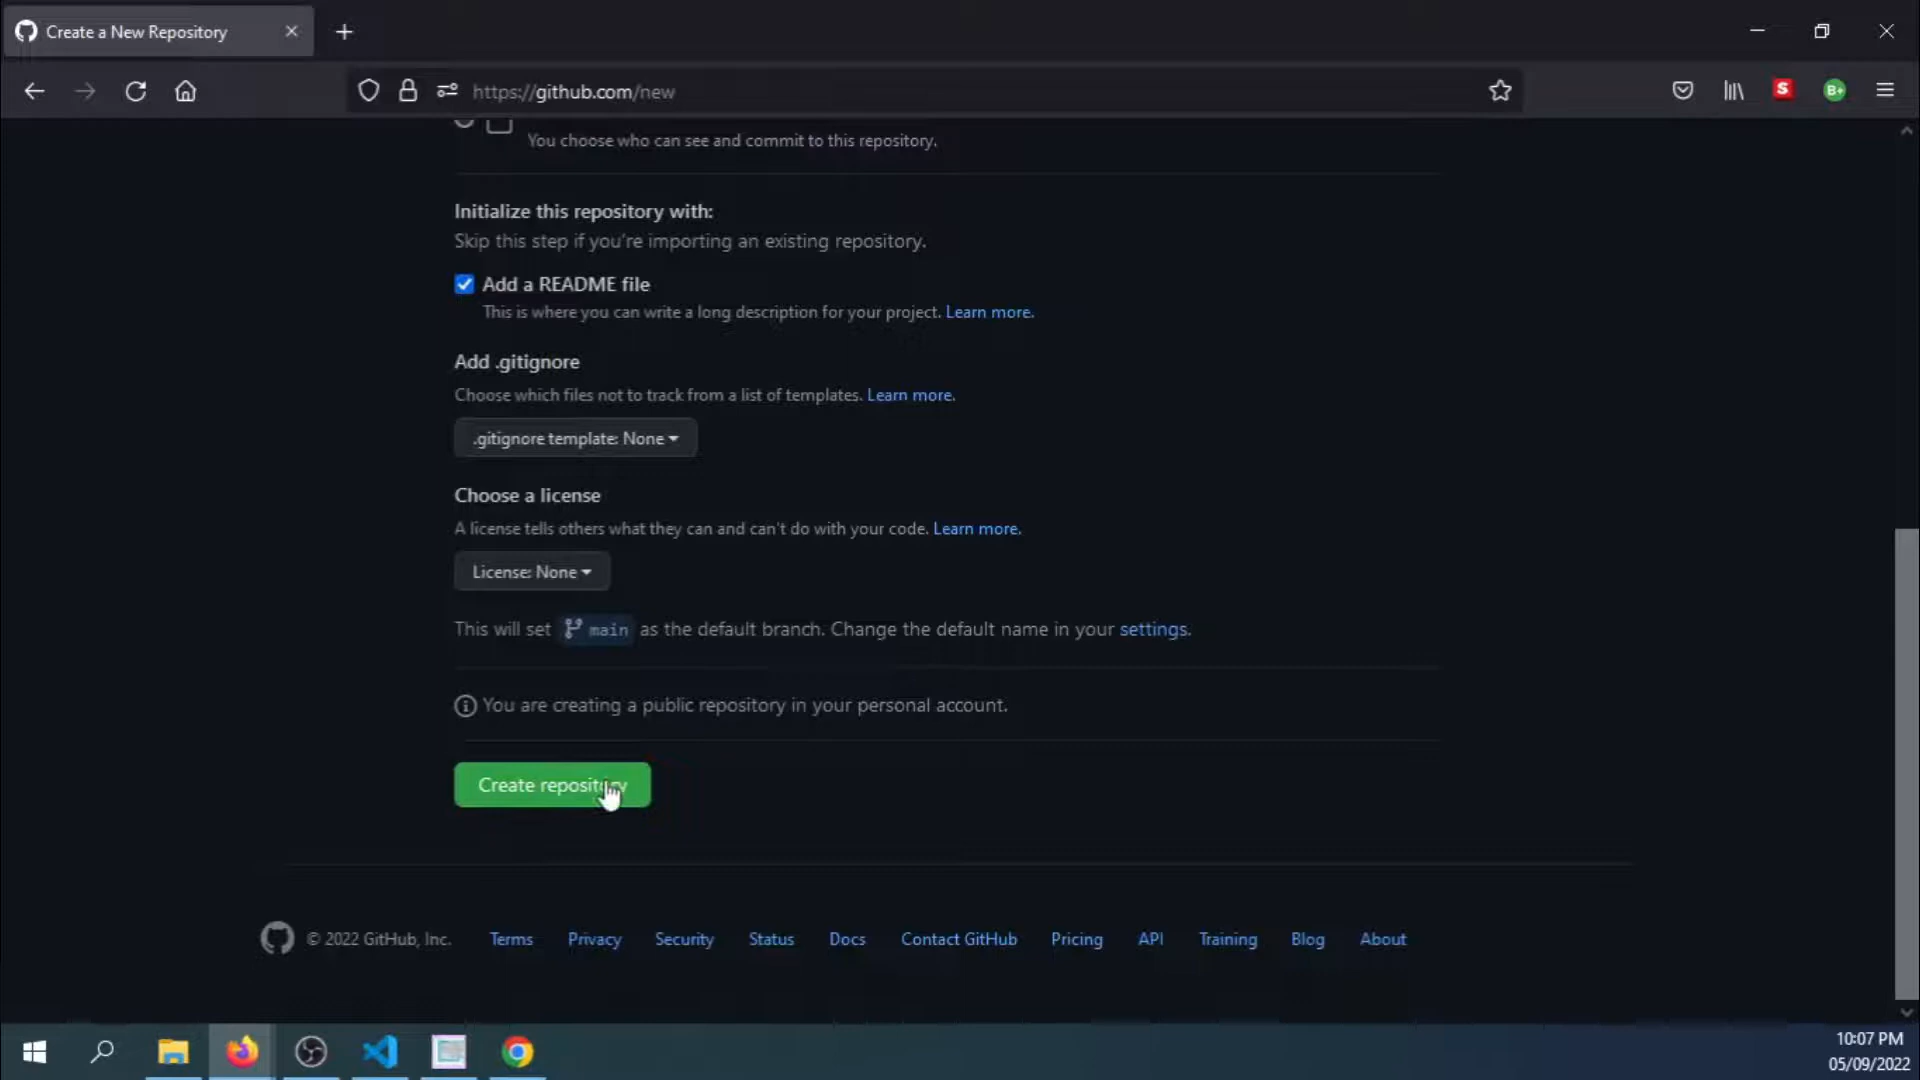 Create a New Repository
https://github.com/new
S
B+
You choose who can see and commit to this repository.
Initialize this repository with:
Skip this step if you're importing an existing repository.
Add a README file
This is where you can write a long description for your project. Learn more.
Add .gitignore
Choose which files not to track from a list of templates. Learn more.
.gitignore template: None
Choose a license
A license tells others what they can and can't do with your code. Learn more.
License: None
This will set main as the default branch. Change the default name in your settings.
You are creating a public repository in your personal account.
Create repository
© 2022 GitHub, Inc. Terms Privacy Security Status Docs Contact GitHub Pricing API Training Blog About
10:07 PM
05/09/2022